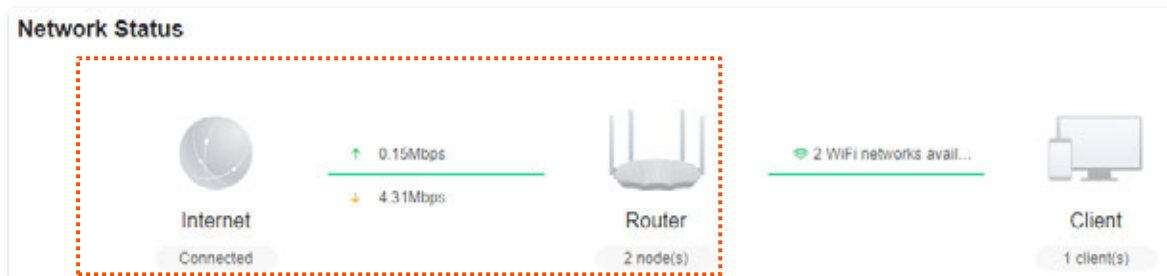 Network Status
0.15Mbps
2 WiFi networks avail...
4.31Mbps
Internet
Router
Client
Connected
2 node(s)
1 client(s)